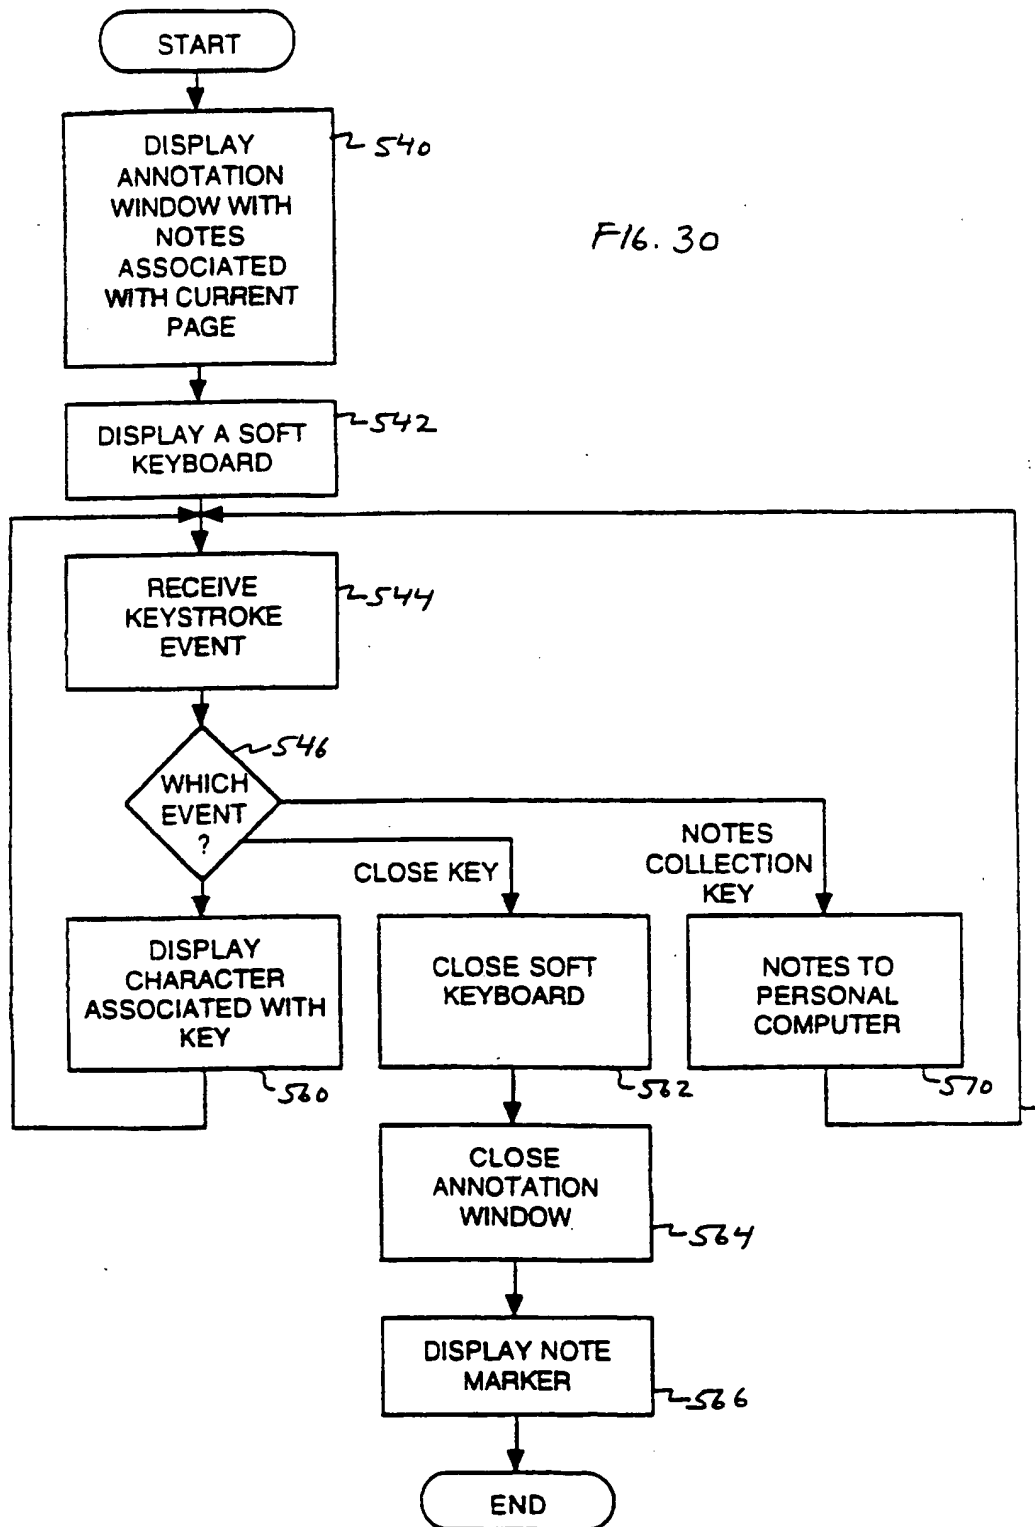 START
DISPLAY
ANNOTATION
WINDOW WITH
NOTES
ASSOCIATED
WITH CURRENT
PAGE
540
FIG. 30
DISPLAY A SOFT
KEYBOARD
542
RECEIVE
KEYSTROKE
EVENT
544
WHICH
EVENT
?
546
CLOSE KEY
NOTES
COLLECTION
KEY
DISPLAY
CHARACTER
ASSOCIATED WITH
KEY
560
CLOSE SOFT
KEYBOARD
562
NOTES TO
PERSONAL
COMPUTER
570
CLOSE
ANNOTATION
WINDOW
564
DISPLAY NOTE
MARKER
566
END